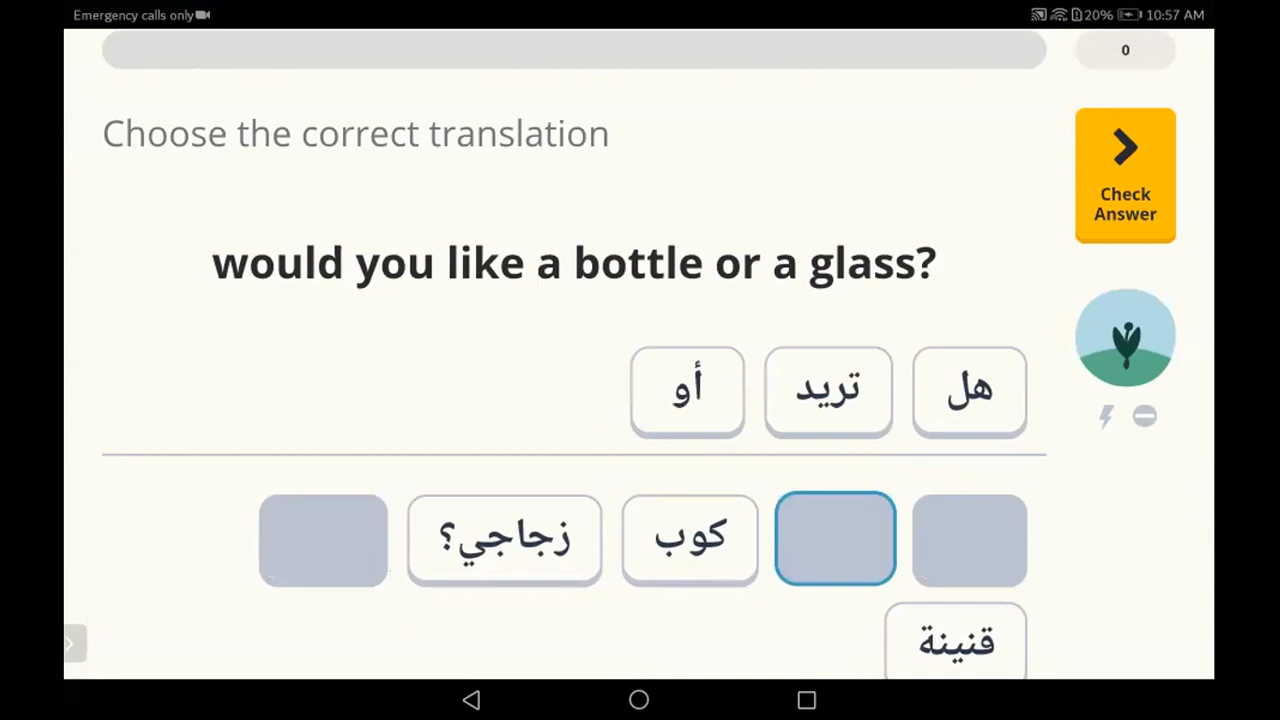 Emergency calls only 20% 10:57 AM
0
Choose the correct translation
Check
Answer
would you like a bottle or a glass?
هل تريد أو
كوب زجاجي؟
قنينة